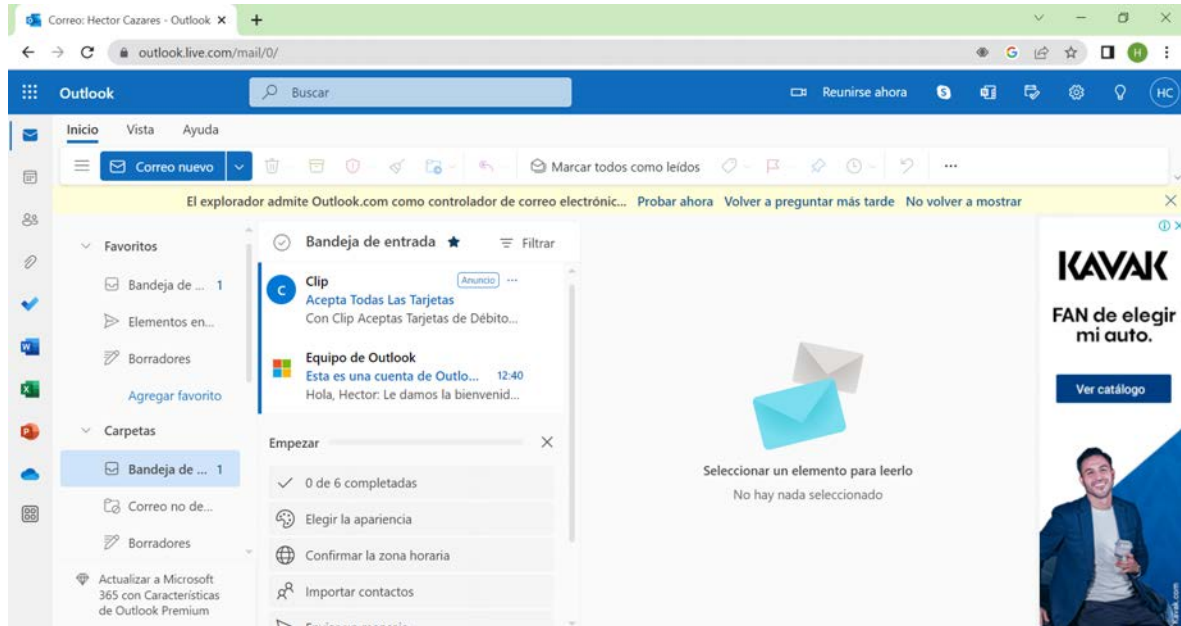 Correo: Hector Cazares - Outlook
outlook.live.com/mail/0/
G
H
Outlook
Buscar
Reunirse ahora
S
HC
Inicio
Vista
Ayuda
Correo nuevo
Marcar todos como leídos
El explorador admite Outlook.com como controlador de correo electrónic... Probar ahora Volver a preguntar más tarde No volver a mostrar
Favoritos
Bandeja de ... 1
Elementos en...
Borradores
Agregar favorito
Carpetas
Bandeja de ... 1
Correo no de...
Borradores
Actualizar a Microsoft
365 con Características
de Outlook Premium
Bandeja de entrada
Filtrar
C
Clip
Anuncio
Acepta Todas Las Tarjetas
Con Clip Aceptas Tarjetas de Débito...
Equipo de Outlook
Esta es una cuenta de Outlo... 12:40
Hola, Hector: Le damos la bienvenid...
Empezar
0 de 6 completadas
Elegir la apariencia
Confirmar la zona horaria
Importar contactos
Seleccionar un elemento para leerlo
No hay nada seleccionado
KAVAK
FAN de elegir
mi auto.
Ver catálogo
Kavak.com